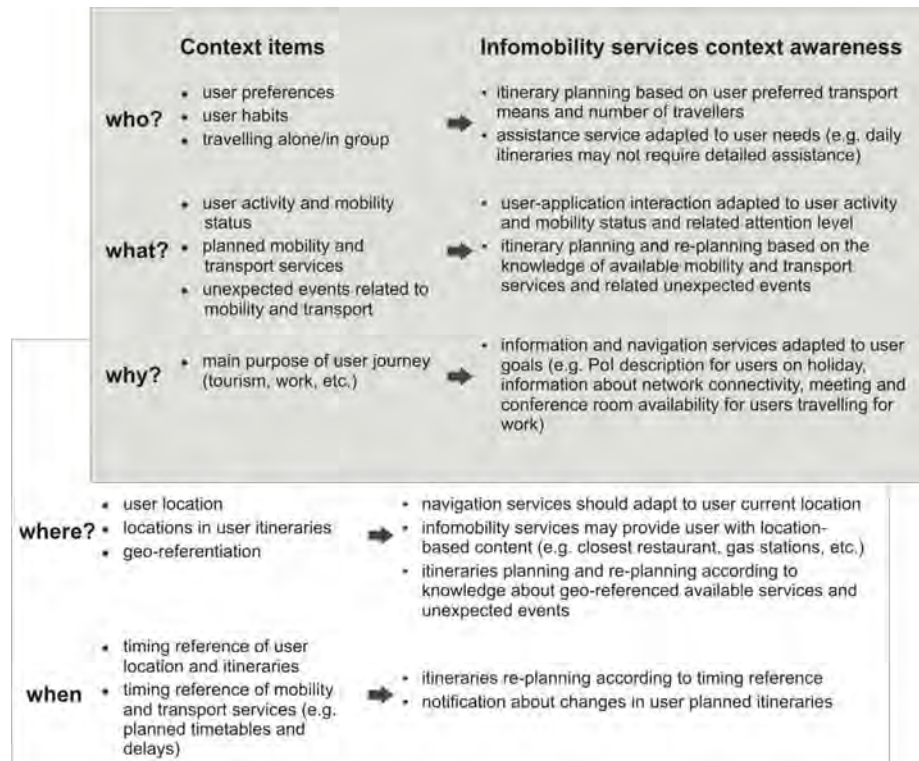 Context items
Infomobility services context awareness
who?
• user preferences
• user habits
• travelling alone/in group
• itinerary planning based on user preferred transport
means and number of travellers
• assistance service adapted to user needs (e.g. daily
itineraries may not require detailed assistance)
what?
• user activity and mobility
status
• planned mobility and
transport services
• unexpected events related to
mobility and transport
• user-application interaction adapted to user activity
and mobility status and related attention level
• itinerary planning and re-planning based on the
knowledge of available mobility and transport
services and related unexpected events
why?
• main purpose of user journey
(tourism, work, etc.)
• information and navigation services adapted to user
goals (e.g. PoI description for users on holiday,
information about network connectivity, meeting and
conference room availability for users travelling for
work)
where?
• user location
• locations in user itineraries
• geo-referentiation
• navigation services should adapt to user current location
• infomobility services may provide user with location-
based content (e.g. closest restaurant, gas stations, etc.)
• itineraries planning and re-planning according to
knowledge about geo-referenced available services and
unexpected events
when
• timing reference of user
location and itineraries
• timing reference of mobility
and transport services (e.g.
planned timetables and
delays)
• itineraries re-planning according to timing reference
• notification about changes in user planned itineraries